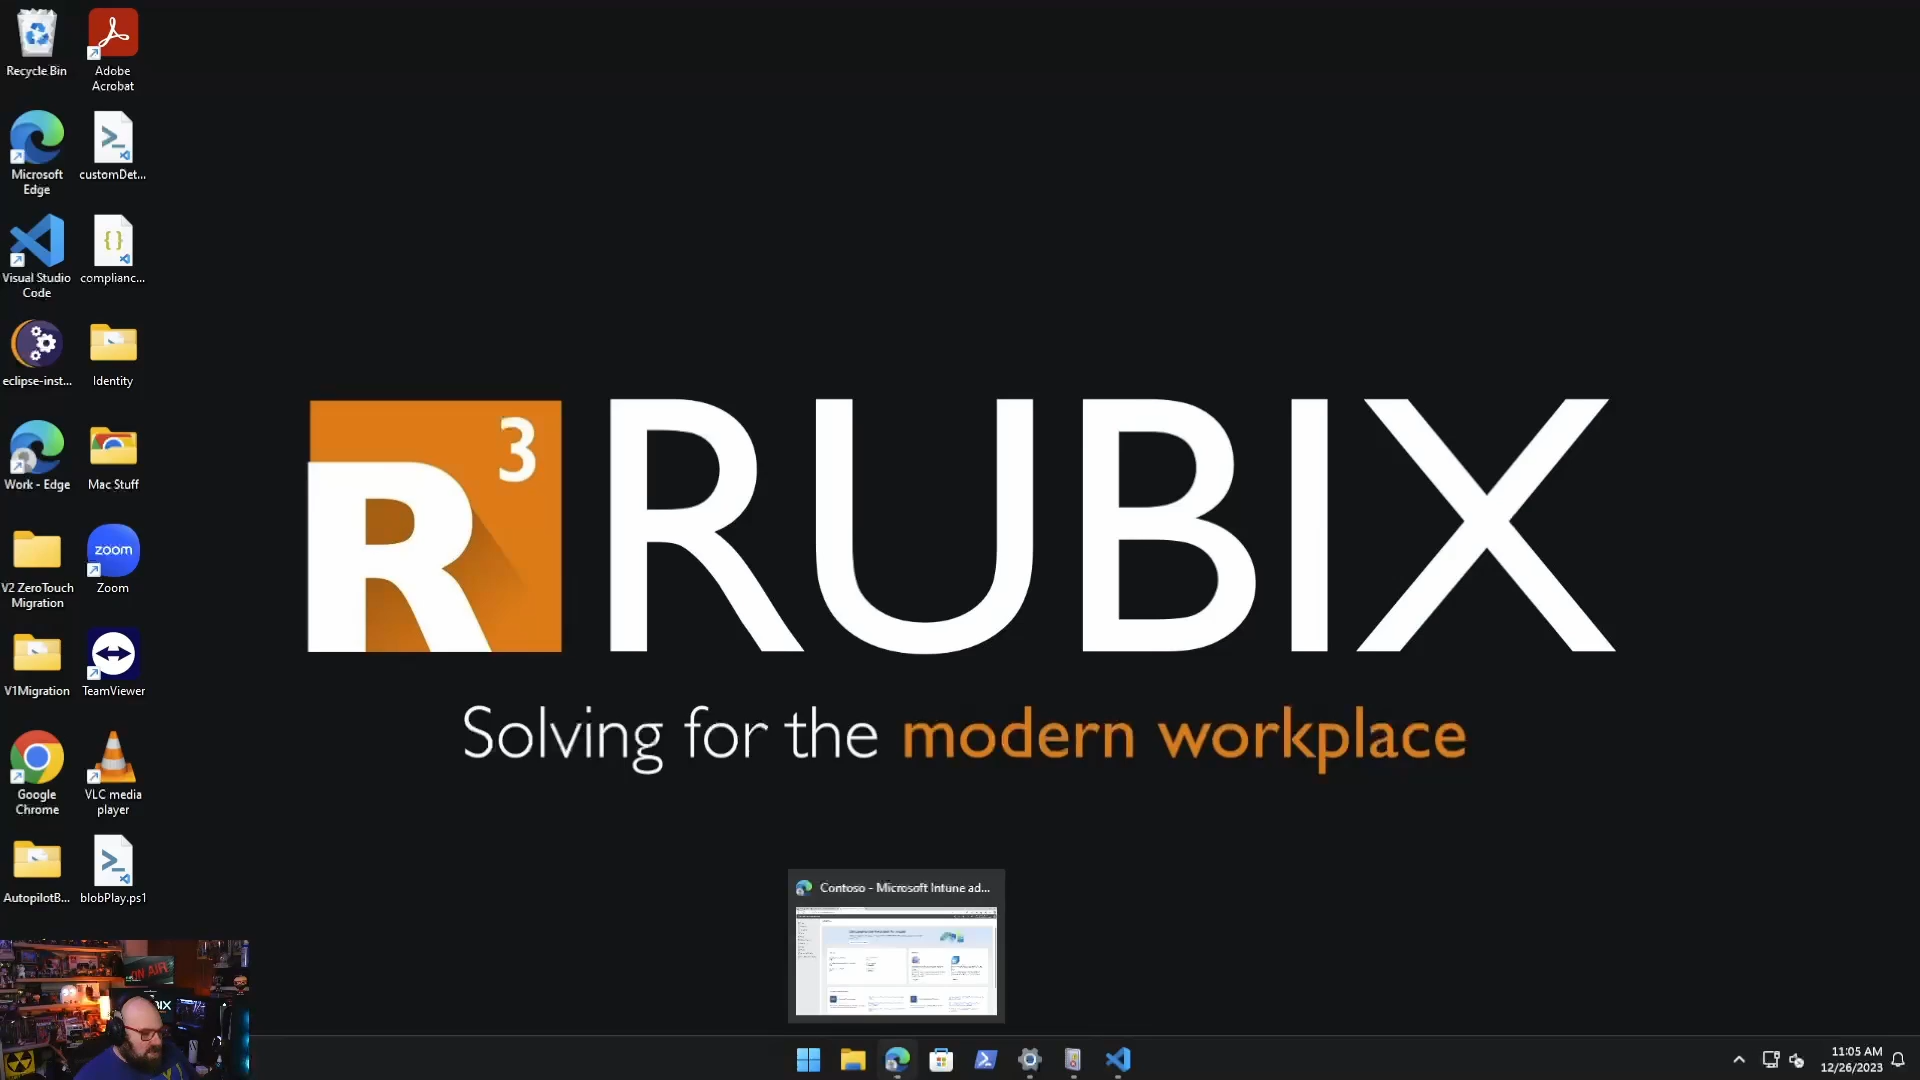 Recycle Bin
Adobe
Acrobat
Microsoft
Edge
customDet...
Visual Studio
Code
complianc...
eclipse-inst...
Identity
Work - Edge
Mac Stuff
V2 ZeroTouch
Migration
zoom
Zoom
V1Migration
TeamViewer
Google
Chrome
VLC media
player
AutopilotB...
blobPlay.ps1
R 3 RUBIX
Solving for the modern workplace
Contoso - Microsoft Intune ad...
ON AIR
11:05 AM
12/26/2023